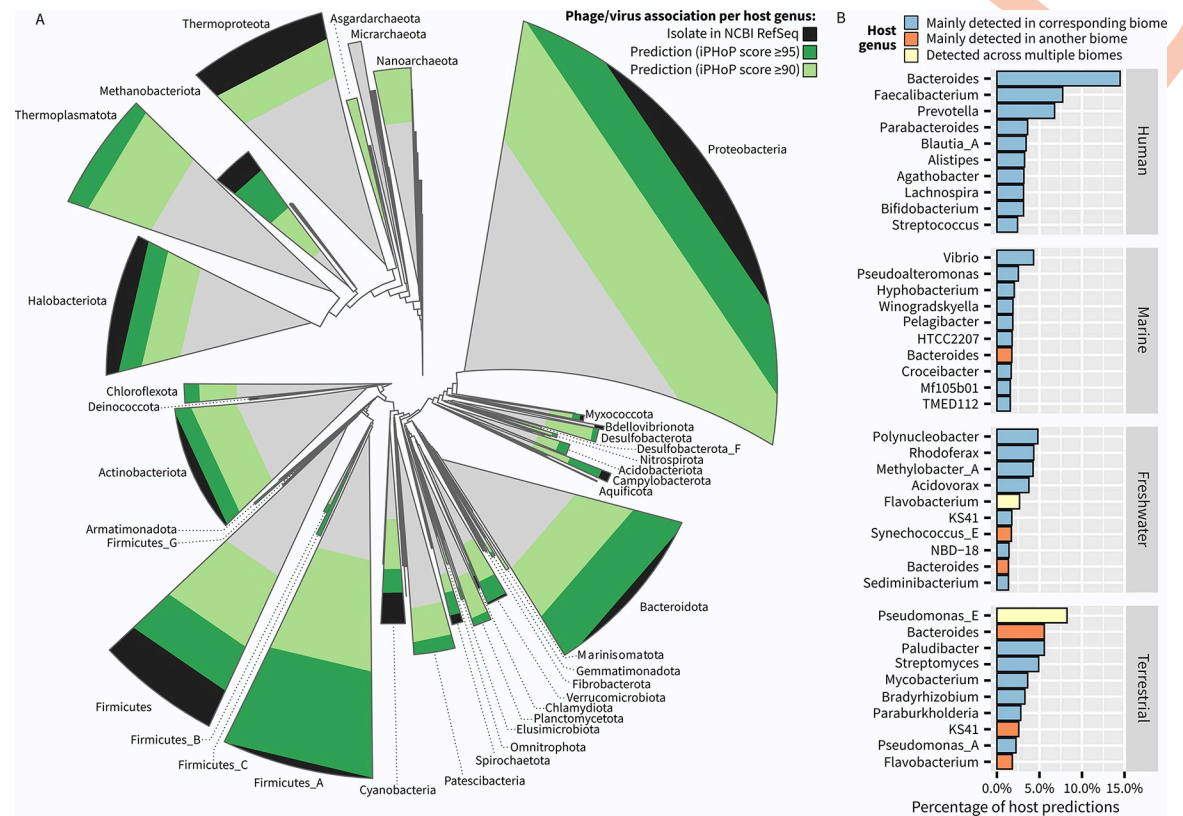 A
Phage/virus association per host genus:
Isolate in NCBI RefSeq
Prediction (iPHoP score ≥95)
Prediction (iPHoP score ≥90)
Thermoproteota
Asgardarchaeota
Micrarchaeota
Nanoarchaeota
Methanobacteriota
Thermoplasmatota
Proteobacteria
Halobacteriota
Chloroflexota
Deinococcota
Actinobacteriota
Armatimonadota
Firmicutes_G
Myxococcota
Bdellovibrionota
Desulfobacterota
Desulfobacterota_F
Nitrospirota
Acidobacteriota
Campylobacterota
Aquificota
Bacteroidota
Marinisomatota
Gemmatimonadota
Fibrobacterota
Verrucomicrobiota
Chlamydiota
Planctomycetota
Elusimicrobiota
Omnitrophota
Spirochaetota
Patescibacteria
Cyanobacteria
Firmicutes
Firmicutes_B
Firmicutes_C
Firmicutes_A
B
Host genus
Mainly detected in corresponding biome
Mainly detected in another biome
Detected across multiple biomes
Bacteroides
Faecalibacterium
Prevotella
Parabacteroides
Blautia_A
Alistipes
Agathobacter
Lachnospira
Bifidobacterium
Streptococcus
Human
Vibrio
Pseudoalteromonas
Hyphobacterium
Winogradskyella
Pelagibacter
HTCC2207
Bacteroides
Croceibacter
Mf105b01
TMED112
Marine
Polynucleobacter
Rhodoferax
Methylobacter_A
Acidovorax
Flavobacterium
KS41
Synechococcus_E
NBD−18
Bacteroides
Sediminibacterium
Freshwater
Pseudomonas_E
Bacteroides
Paludibacter
Streptomyces
Mycobacterium
Bradyrhizobium
Paraburkholderia
KS41
Pseudomonas_A
Flavobacterium
Terrestrial
0.0% 5.0% 10.0% 15.0%
Percentage of host predictions